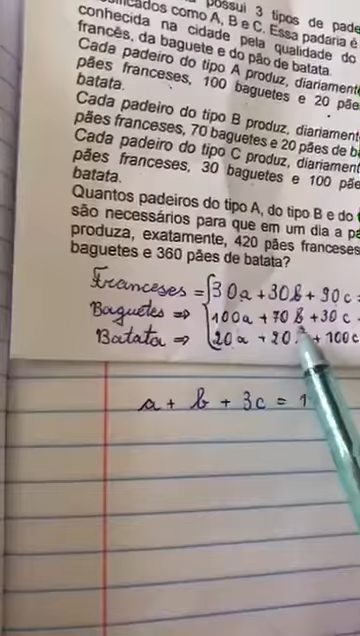 possui 3 tipos de pade
como A, B e C. Essa padaria é
conhecida na cidade pela qualidade do
francês, da baguete e do pão de batata.
Cada padeiro do tipo A produz, diariament
pães franceses, 100 baguetes e 20 pães
batata.
Cada padeiro do tipo B produz, diariament
pães franceses, 70 baguetes e 20 pães de b
Cada padeiro do tipo C produz, diariament
pães franceses, 30 baguetes e 100 pãe
batata.
Quantos padeiros do tipo A, do tipo B e do t
são necessários para que em um dia a pa
produza, exatamente, 420 pães franceses
baguetes e 360 pães de batata?
Franceses = 30a + 30b + 90c =
Baguetes ⇒ 100a + 70b + 30c
Batata ⇒ 20a + 20 + 100c
a + b + 3c = 1